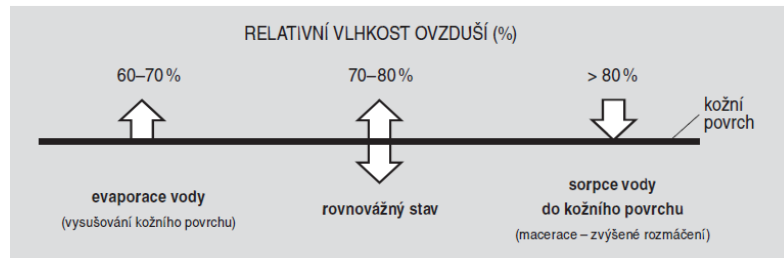 RELATIVNÍ VLHKOST OVZDUŠÍ (%)
60–70 %
70–80 %
> 80 %
kožní
povrch
evaporace vody
(vysušování kožního povrchu)
rovnovážný stav
sorpce vody
do kožního povrchu
(macerace – zvýšené rozmáčení)